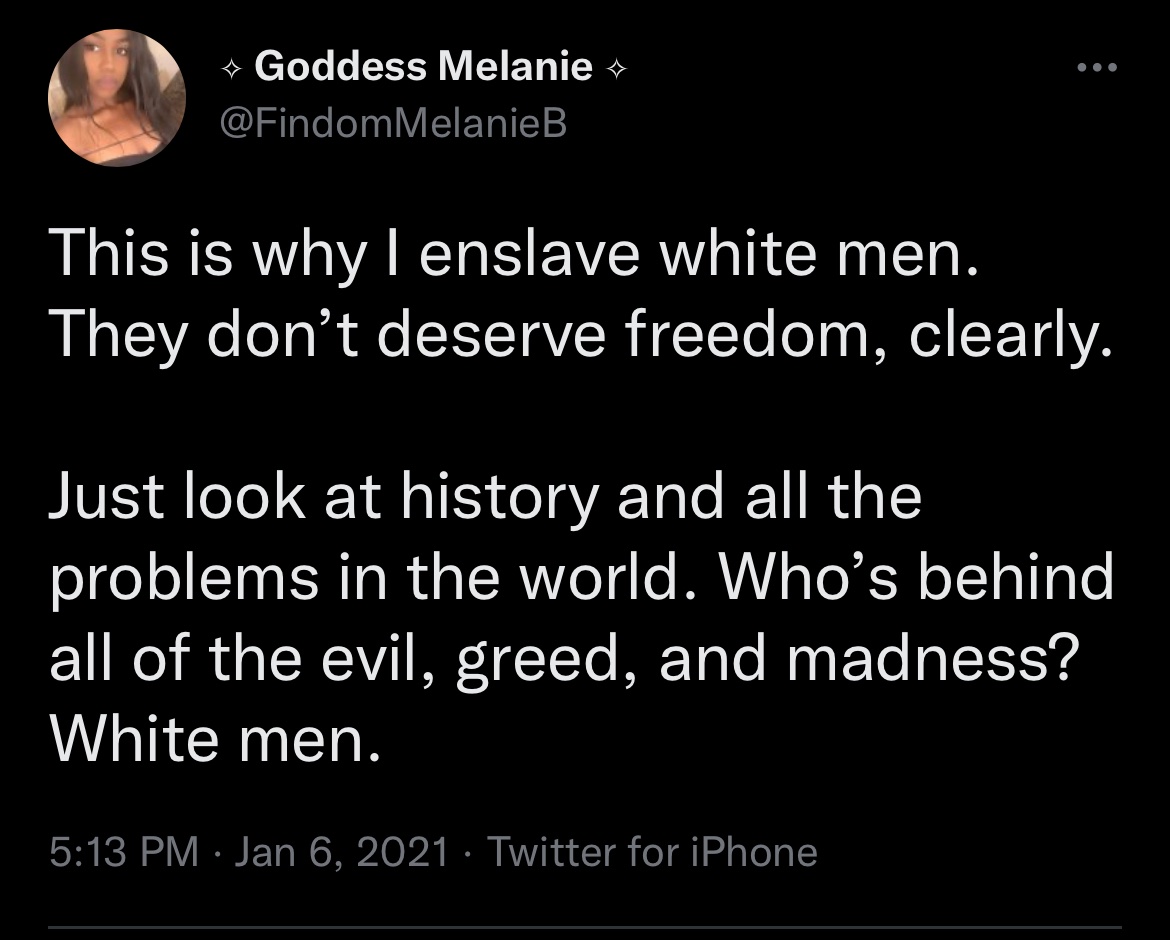 ✧ Goddess Melanie ✧
@FindomMelanieB
This is why I enslave white men.
They don’t deserve freedom, clearly.
Just look at history and all the
problems in the world. Who’s behind
all of the evil, greed, and madness?
White men.
5:13 PM · Jan 6, 2021 · Twitter for iPhone